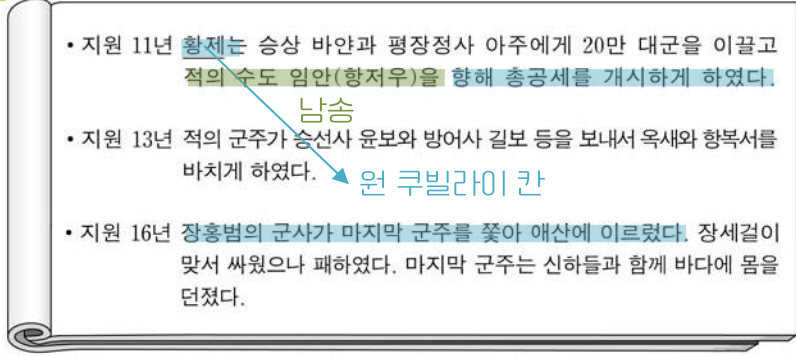 • 지원 11년 황제는 승상 바얀과 평장정사 아주에게 20만 대군을 이끌고
적의 수도 임안(항저우)을 향해 총공세를 개시하게 하였다.
남송
• 지원 13년 적의 군주가 승선사 윤보와 방어사 길보 등을 보내서 옥새와 항복서를
바치게 하였다.
원 쿠빌라이 칸
• 지원 16년 장홍범의 군사가 마지막 군주를 쫓아 애산에 이르렀다. 장세걸이
맞서 싸웠으나 패하였다. 마지막 군주는 신하들과 함께 바다에 몸을
던졌다.